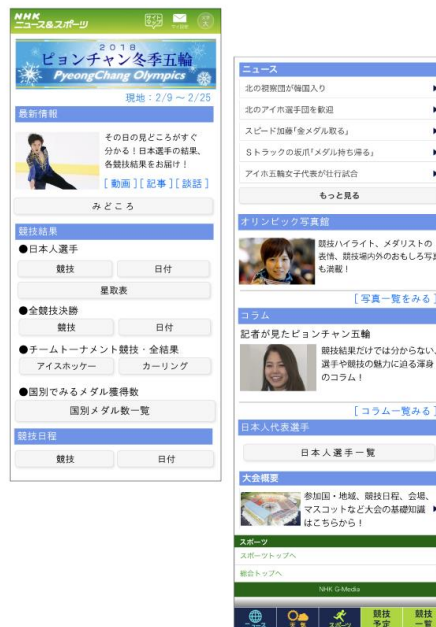 NHK
ニュース&スポーツ
2018
ピョンチャン冬季五輪
PyeongChang Olympics
現地:2/9～2/25
最新情報
その日の見どころがすぐ
分かる!日本選手の結果、
各競技結果をお届け!
[動画][記事][談話]
みどころ
競技結果
●日本人選手
競技 日付
星取表
●全競技決勝
競技 日付
●チームトーナメント競技・全結果
アイスホッケー カーリング
●国別でみるメダル獲得数
国別メダル数一覧
競技日程
競技 日付
ニュース
北の視察団が韓国入り
北のアイホ選手団を歓迎
スピード加藤「金メダル取る」
Sトラックの坂爪「メダル持ち帰る」
アイホ五輪女子代表が壮行試合
もっと見る
オリンピック写真館
競技ハイライト、メダリストの
表情、競技場内外のおもしろ写真
も満載!
[写真一覧をみる]
コラム
記者が見たピョンチャン五輪
競技結果だけでは分からない、
選手や競技の魅力に迫る渾身
のコラム!
[コラム一覧みる]
日本人代表選手
日本人選手一覧
大会概要
参加国・地域、競技日程、会場、
マスコットなど大会の基礎知識
はこちらから!
スポーツ
スポーツトップへ
総合トップへ
NHK G-Media
ニュース 天気 スポーツ 競技予定 競技一覧